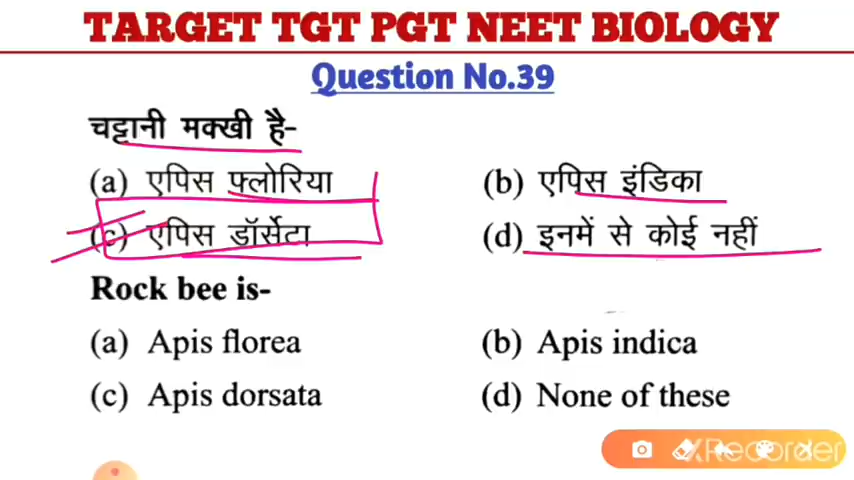 TARGET TGT PGT NEET BIOLOGY
Question No.39
चट्टानी मक्खी है-
(a) एपिस फ्लोरिया (b) एपिस इंडिका
(c) एपिस डॉर्सेटा (d) इनमें से कोई नहीं
Rock bee is-
(a) Apis florea (b) Apis indica
(c) Apis dorsata (d) None of these
XRecorder